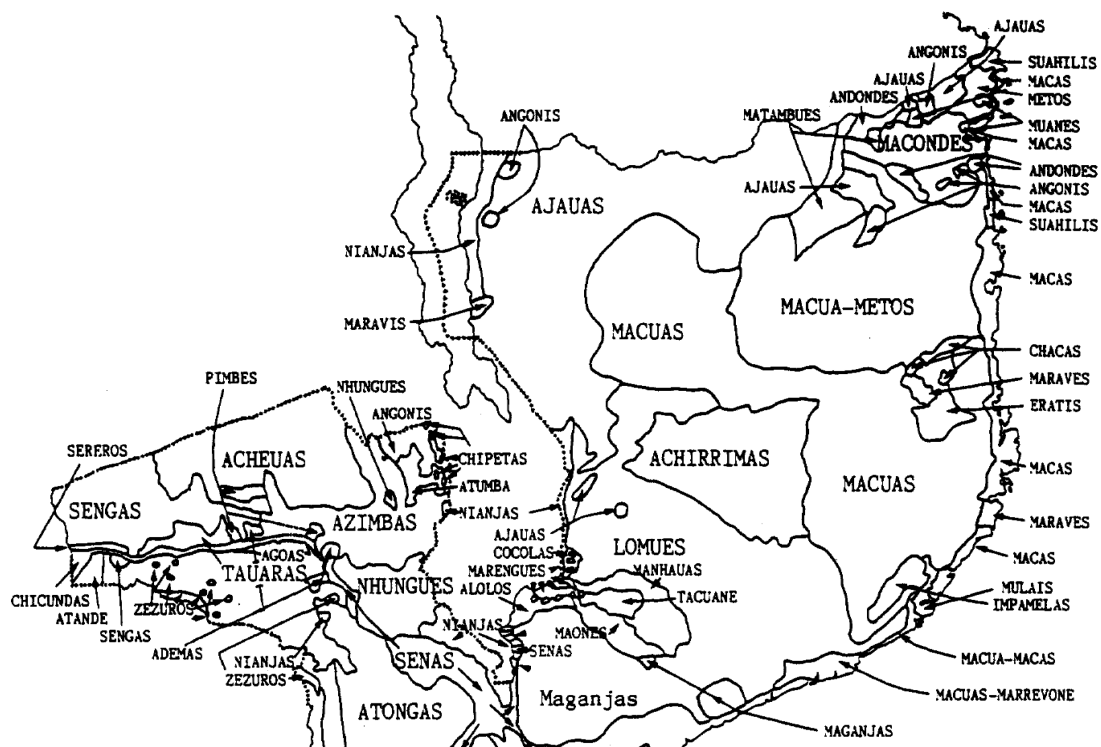 AJAUAS
ANGONIS
SUAHILIS
AJAUAS
MACAS
ANDONDES
METOS
ANGONIS
MATAMBUES
MUANES
MACONDES
MACAS
ANDONDES
AJAUAS
ANGONIS
AJAUAS
MACAS
SUAHILIS
NIANJAS
MACAS
MACUA-METOS
MARAVIS
MACUAS
CHACAS
PIMBES
MARAVES
NHUNGUES
ERATIS
ANGONIS
SEREROS
ACHEUAS
CHIPETAS
ACHIRRIMAS
MACAS
ATUMBA
MACUAS
SENGAS
NIANJAS
AZIMBAS
MARAVES
AJAUAS
LOMUES
AGOAS
COCOLAS
MACAS
TAUARAS
MARENGUES
MANHAUAS
NHUNGUES
ALOLOS
MULAIS
CHICUNDAS
TACUANE
ATANDE
ZEZUROS
IMPAMELAS
SENGAS
NIANJAS
MAONES
ADEMAS
SENAS
NIANJAS
SENAS
MACUA-MACAS
ZEZUROS
MACUAS-MARREVONE
Maganjas
ATONGAS
MAGANJAS